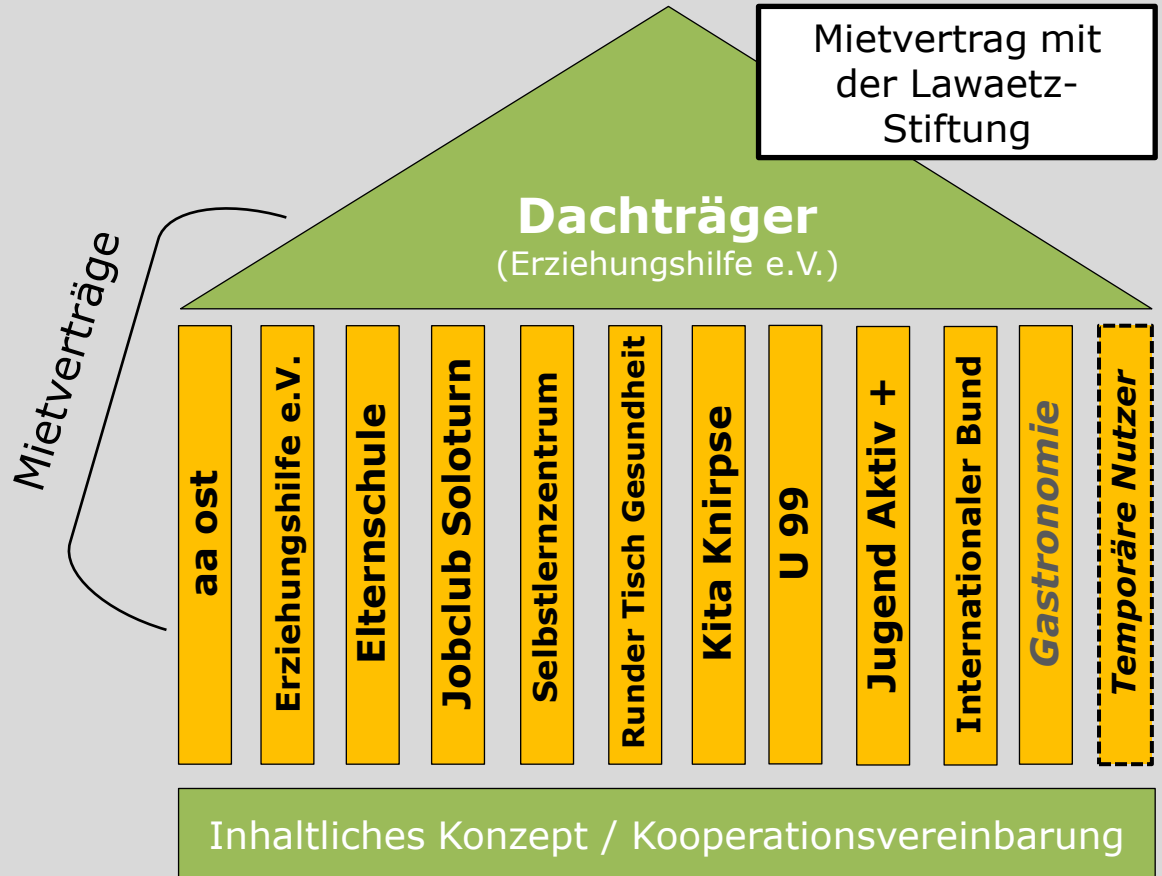 Mietvertrag mit
der Lawaetz-
Stiftung
Dachträger
(Erziehungshilfe e.V.)
Mietverträge
aa ost
Erziehungshilfe e.V.
Elternschule
Jobclub Soloturn
Selbstlernzentrum
Runder Tisch Gesundheit
Kita Knirpse
U 99
Jugend Aktiv +
Internationaler Bund
Gastronomie
Temporäre Nutzer
Inhaltliches Konzept / Kooperationsvereinbarung